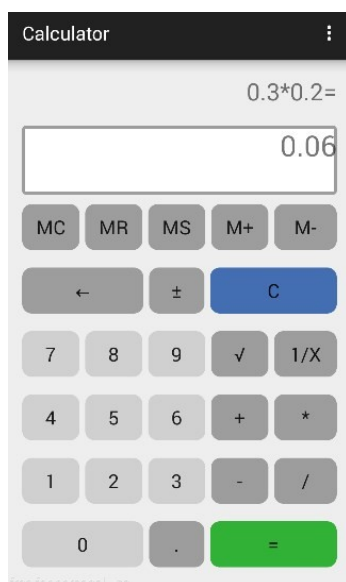 Calculator
0.3*0.2=
0.06
MC MR MS M+ M-
← ± C
7 8 9 √ 1/X
4 5 6 + *
1 2 3 - /
0 . =